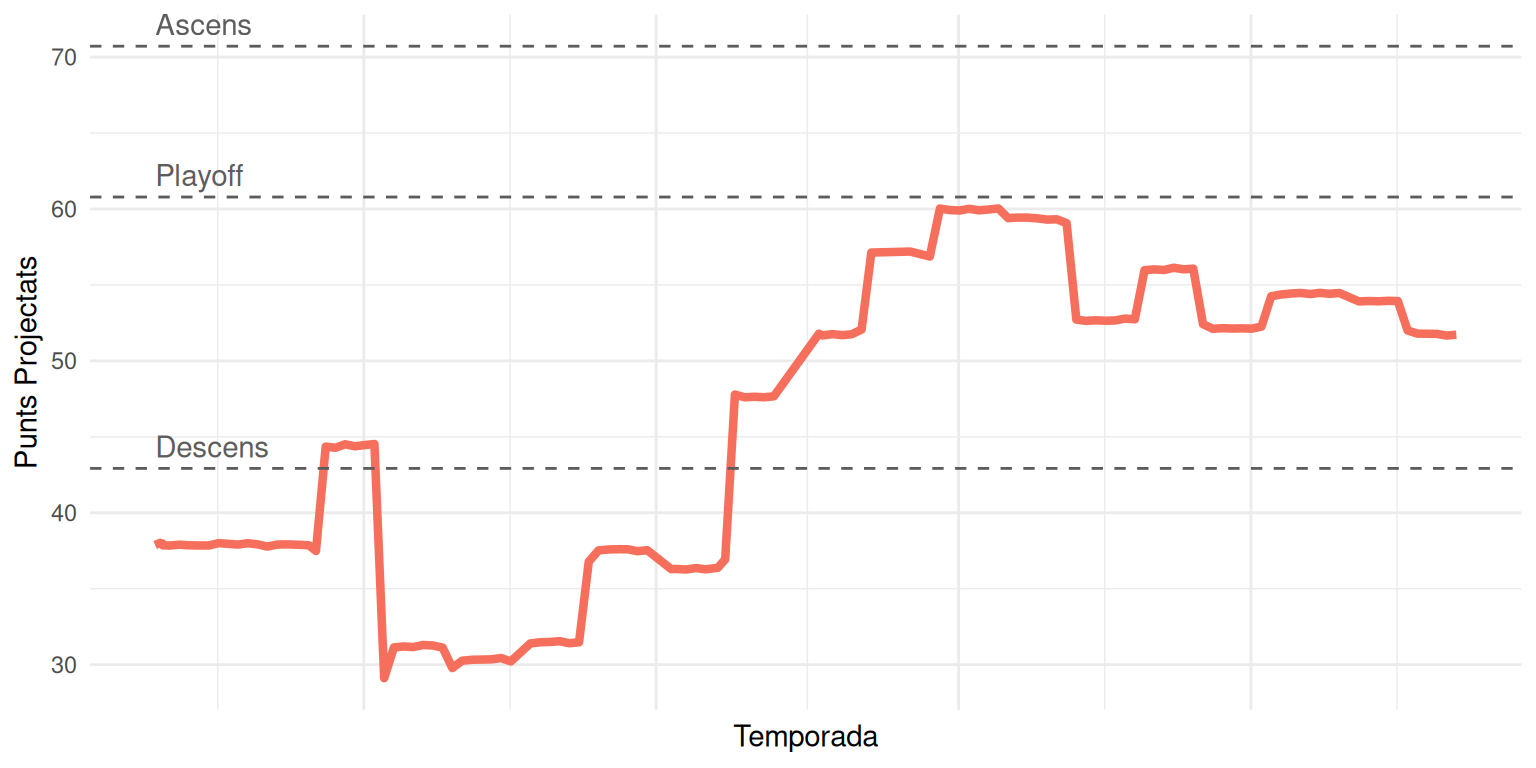 Ascens
70
Playoff
60
50
Descens
40
30
Punts Projectats
Temporada